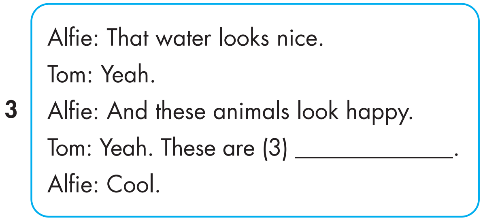 Alfie: That water looks nice.
Tom: Yeah.
3 Alfie: And these animals look happy.
Tom: Yeah. These are (3) ______________.
Alfie: Cool.